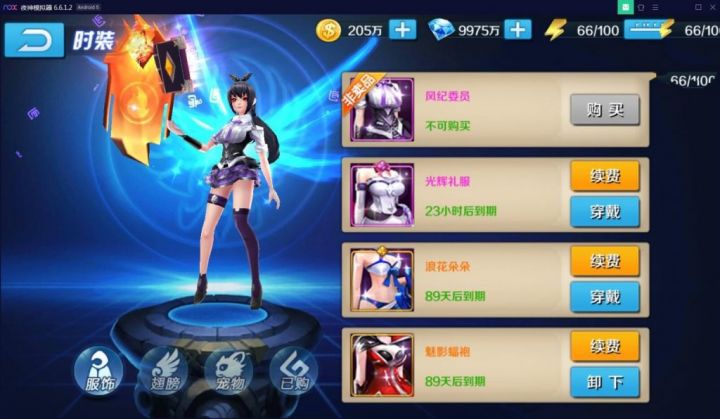 nox 夜神模拟器 6.6.1.2 Android 5
时装
205万
9975万
66/100
66/100
66/100
非卖品
风纪委员
不可购买
购买
光辉礼服
23小时后到期
续费
穿戴
浪花朵朵
89天后到期
续费
穿戴
魅影蝠袍
89天后到期
续费
卸下
服饰
翅膀
宠物
已购